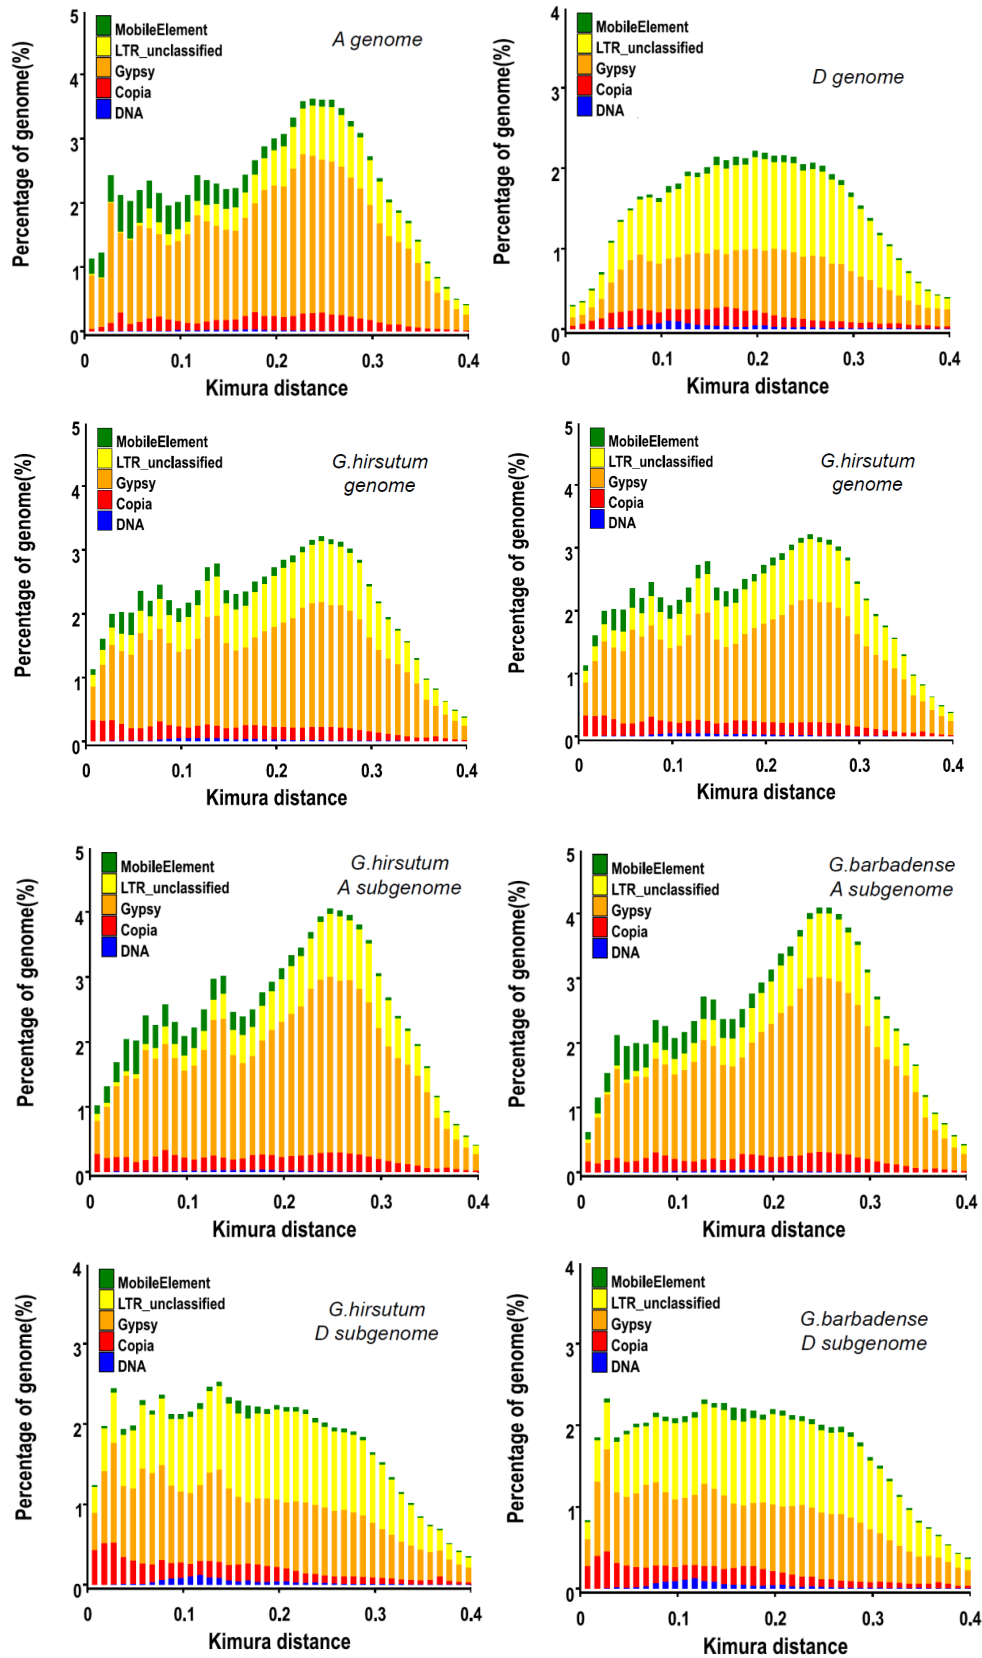 5
4
3
2
1
0
Percentage of genome(%)
MobileElement
LTR_unclassified
Gypsy
Copia
DNA
A genome
0 0.1 0.2 0.3 0.4
Kimura distance
4
3
2
1
0
Percentage of genome(%)
MobileElement
LTR_unclassified
Gypsy
Copia
DNA
D genome
0 0.1 0.2 0.3 0.4
Kimura distance
5
4
3
2
1
0
Percentage of genome(%)
MobileElement
LTR_unclassified
Gypsy
Copia
DNA
G.hirsutum
genome
0 0.1 0.2 0.3 0.4
Kimura distance
5
4
3
2
1
0
Percentage of genome(%)
MobileElement
LTR_unclassified
Gypsy
Copia
DNA
G.hirsutum
genome
0 0.1 0.2 0.3 0.4
Kimura distance
5
4
3
2
1
0
Percentage of genome(%)
MobileElement
LTR_unclassified
Gypsy
Copia
DNA
G.hirsutum
A subgenome
0 0.1 0.2 0.3 0.4
Kimura distance
5
4
3
2
1
0
Percentage of genome(%)
MobileElement
LTR_unclassified
Gypsy
Copia
DNA
G.barbadense
A subgenome
0 0.1 0.2 0.3 0.4
Kimura distance
4
3
2
1
0
Percentage of genome(%)
MobileElement
LTR_unclassified
Gypsy
Copia
DNA
G.hirsutum
D subgenome
0 0.1 0.2 0.3 0.4
Kimura distance
4
3
2
1
0
Percentage of genome(%)
MobileElement
LTR_unclassified
Gypsy
Copia
DNA
G.barbadense
D subgenome
0 0.1 0.2 0.3 0.4
Kimura distance